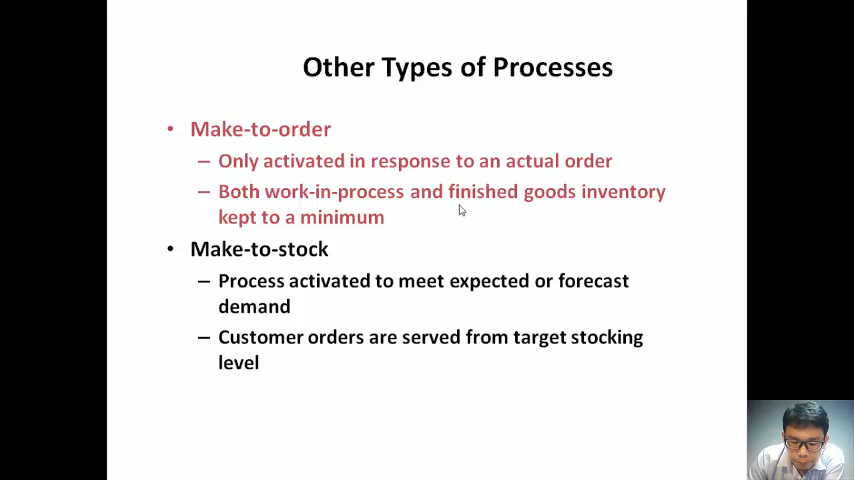 Other Types of Processes
• Make-to-order
– Only activated in response to an actual order
– Both work-in-process and finished goods inventory
kept to a minimum
• Make-to-stock
– Process activated to meet expected or forecast
demand
– Customer orders are served from target stocking
level